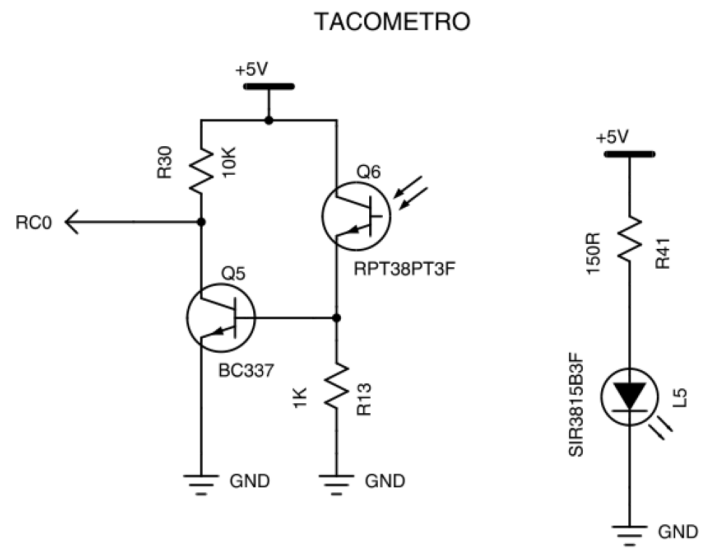 TACOMETRO
+5V
R30
10K
Q6
RC0
RPT38PT3F
Q5
BC337
1K
R13
GND
GND
+5V
150R
R41
SIR3815B3F
L5
GND